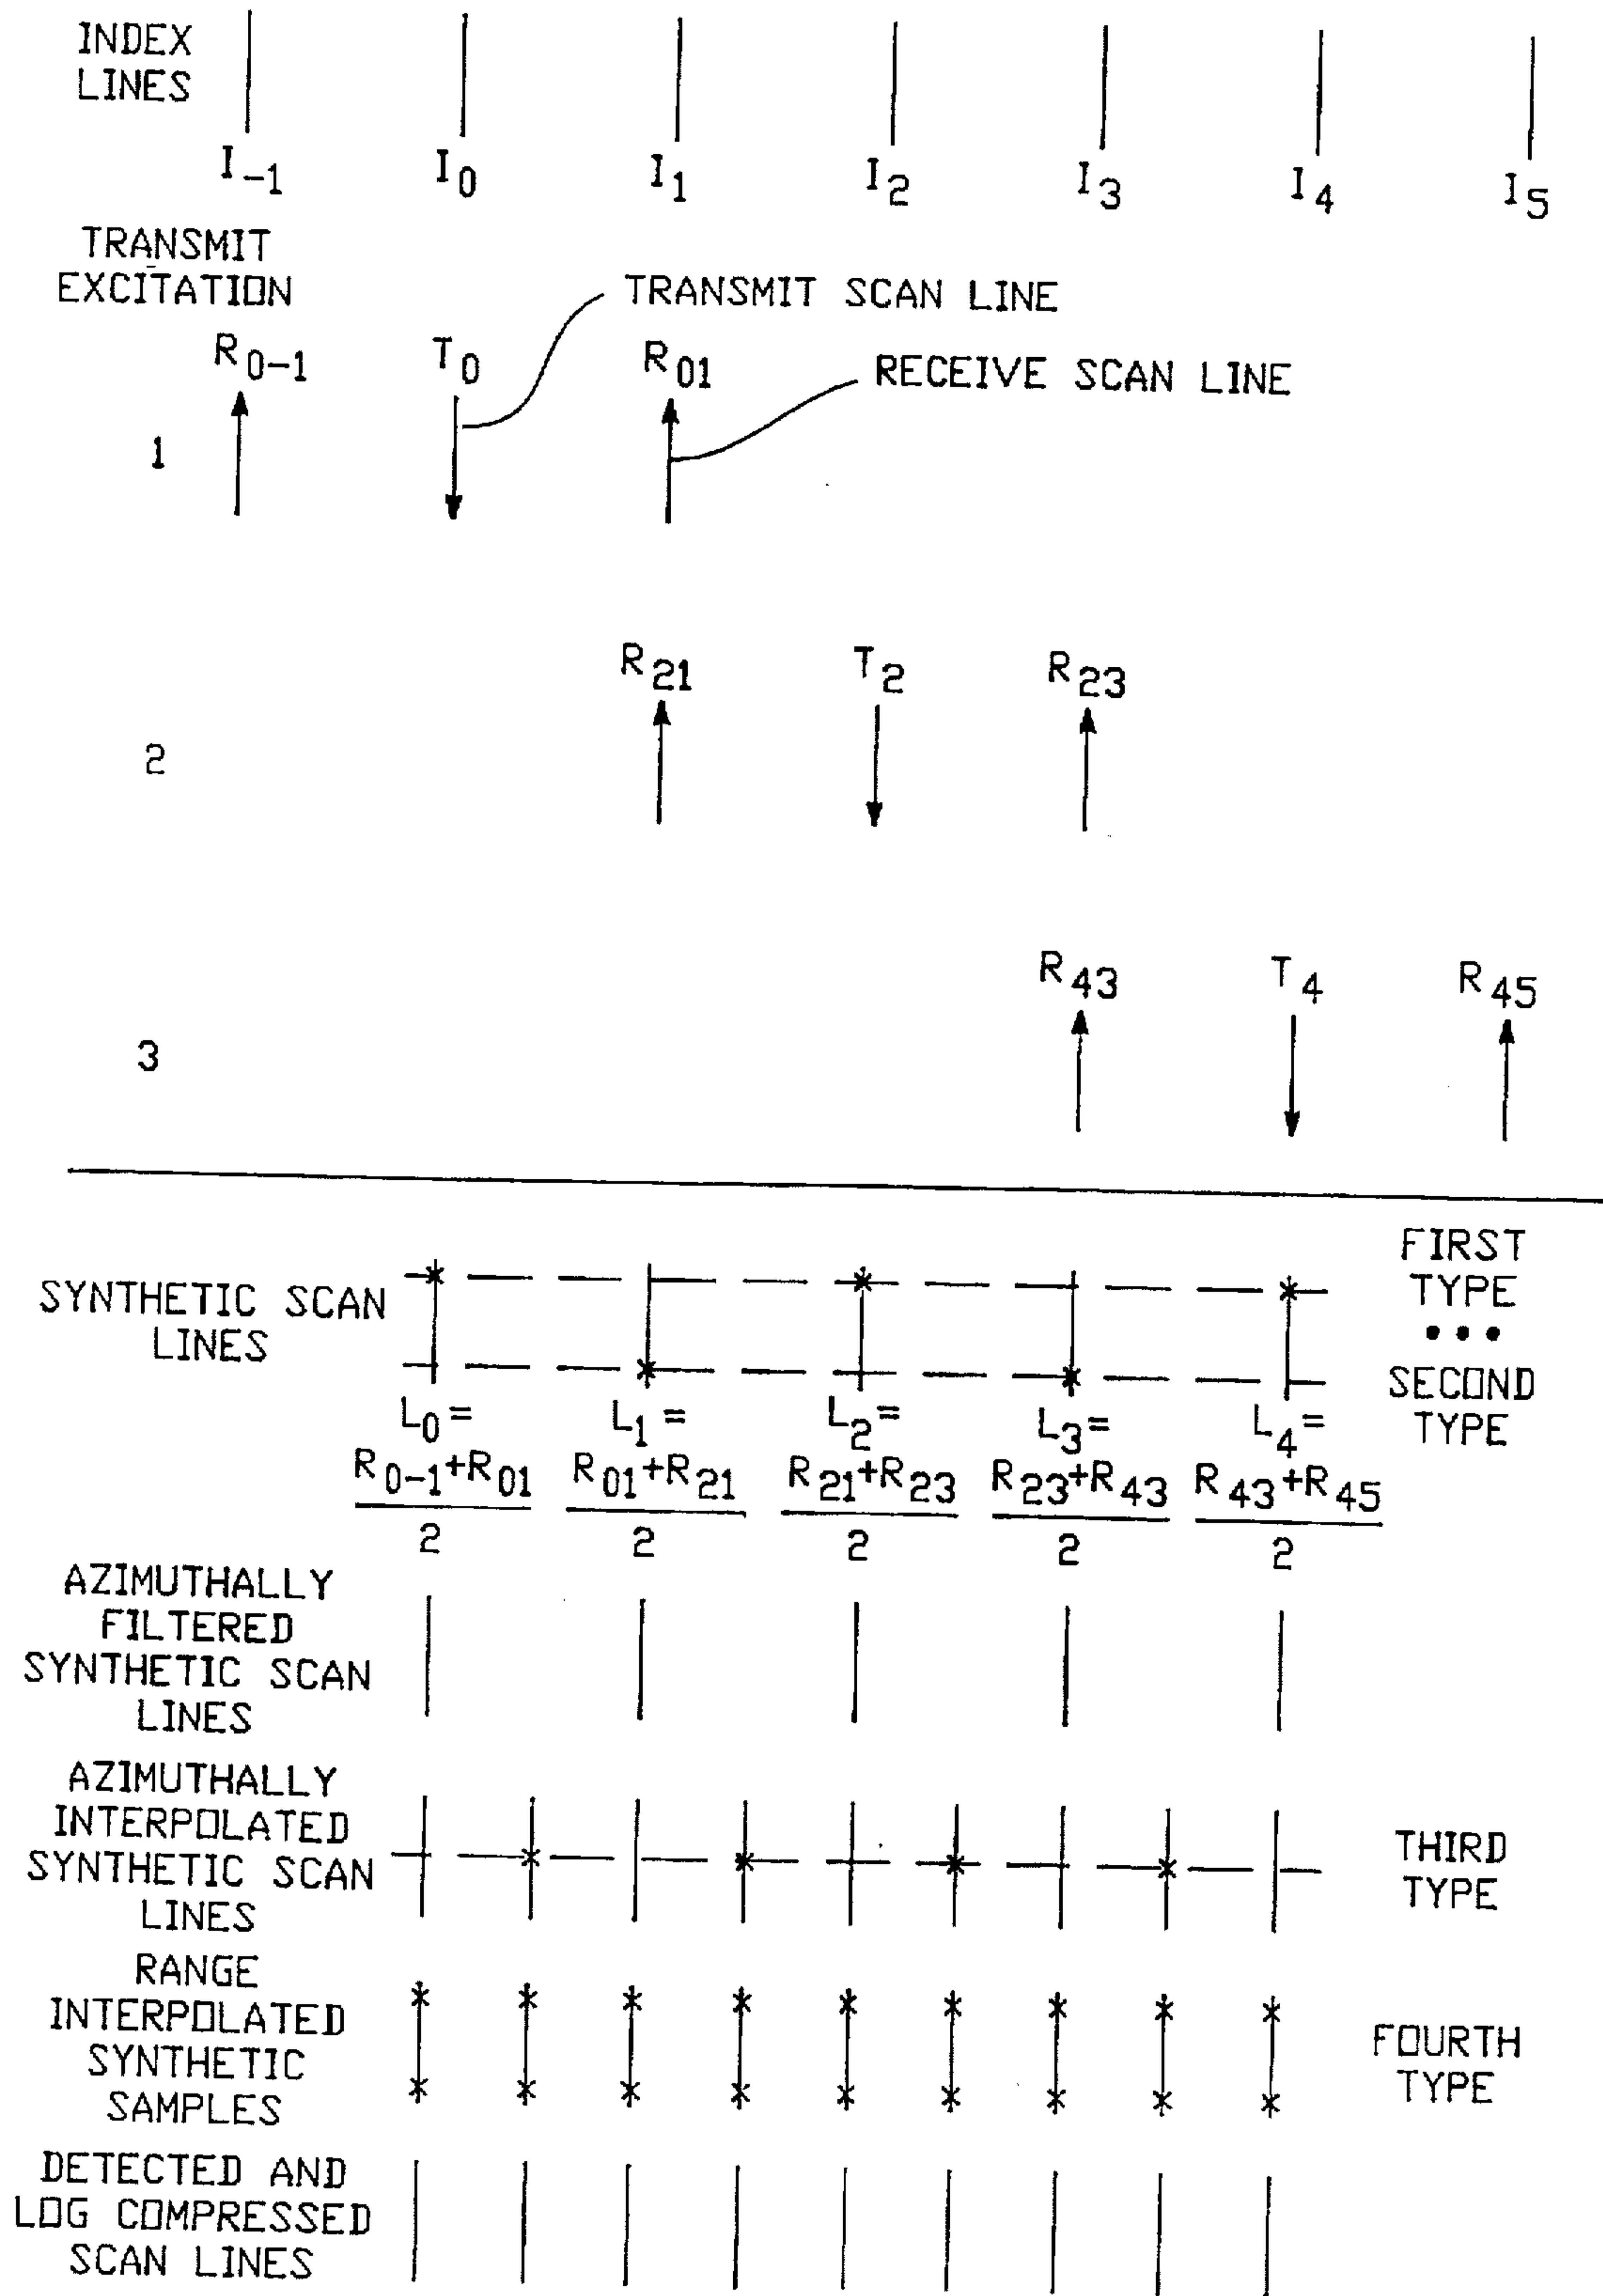 INDEX
LINES
I-1 I0 I1 I2 I3 I4 I5
TRANSMIT
EXCITATION
TRANSMIT SCAN LINE
R0-1 T0 R01
RECEIVE SCAN LINE
1
R21 T2 R23
2
R43 T4 R45
3
SYNTHETIC SCAN
LINES
FIRST
TYPE
•••
SECOND
TYPE
L0= L1= L2= L3= L4=
R0-1+R01 R01+R21 R21+R23 R23+R43 R43+R45
2 2 2 2 2
AZIMUTHALLY
FILTERED
SYNTHETIC SCAN
LINES
AZIMUTHALLY
INTERPOLATED
SYNTHETIC SCAN
LINES
THIRD
TYPE
RANGE
INTERPOLATED
SYNTHETIC
SAMPLES
FOURTH
TYPE
DETECTED AND
LOG COMPRESSED
SCAN LINES